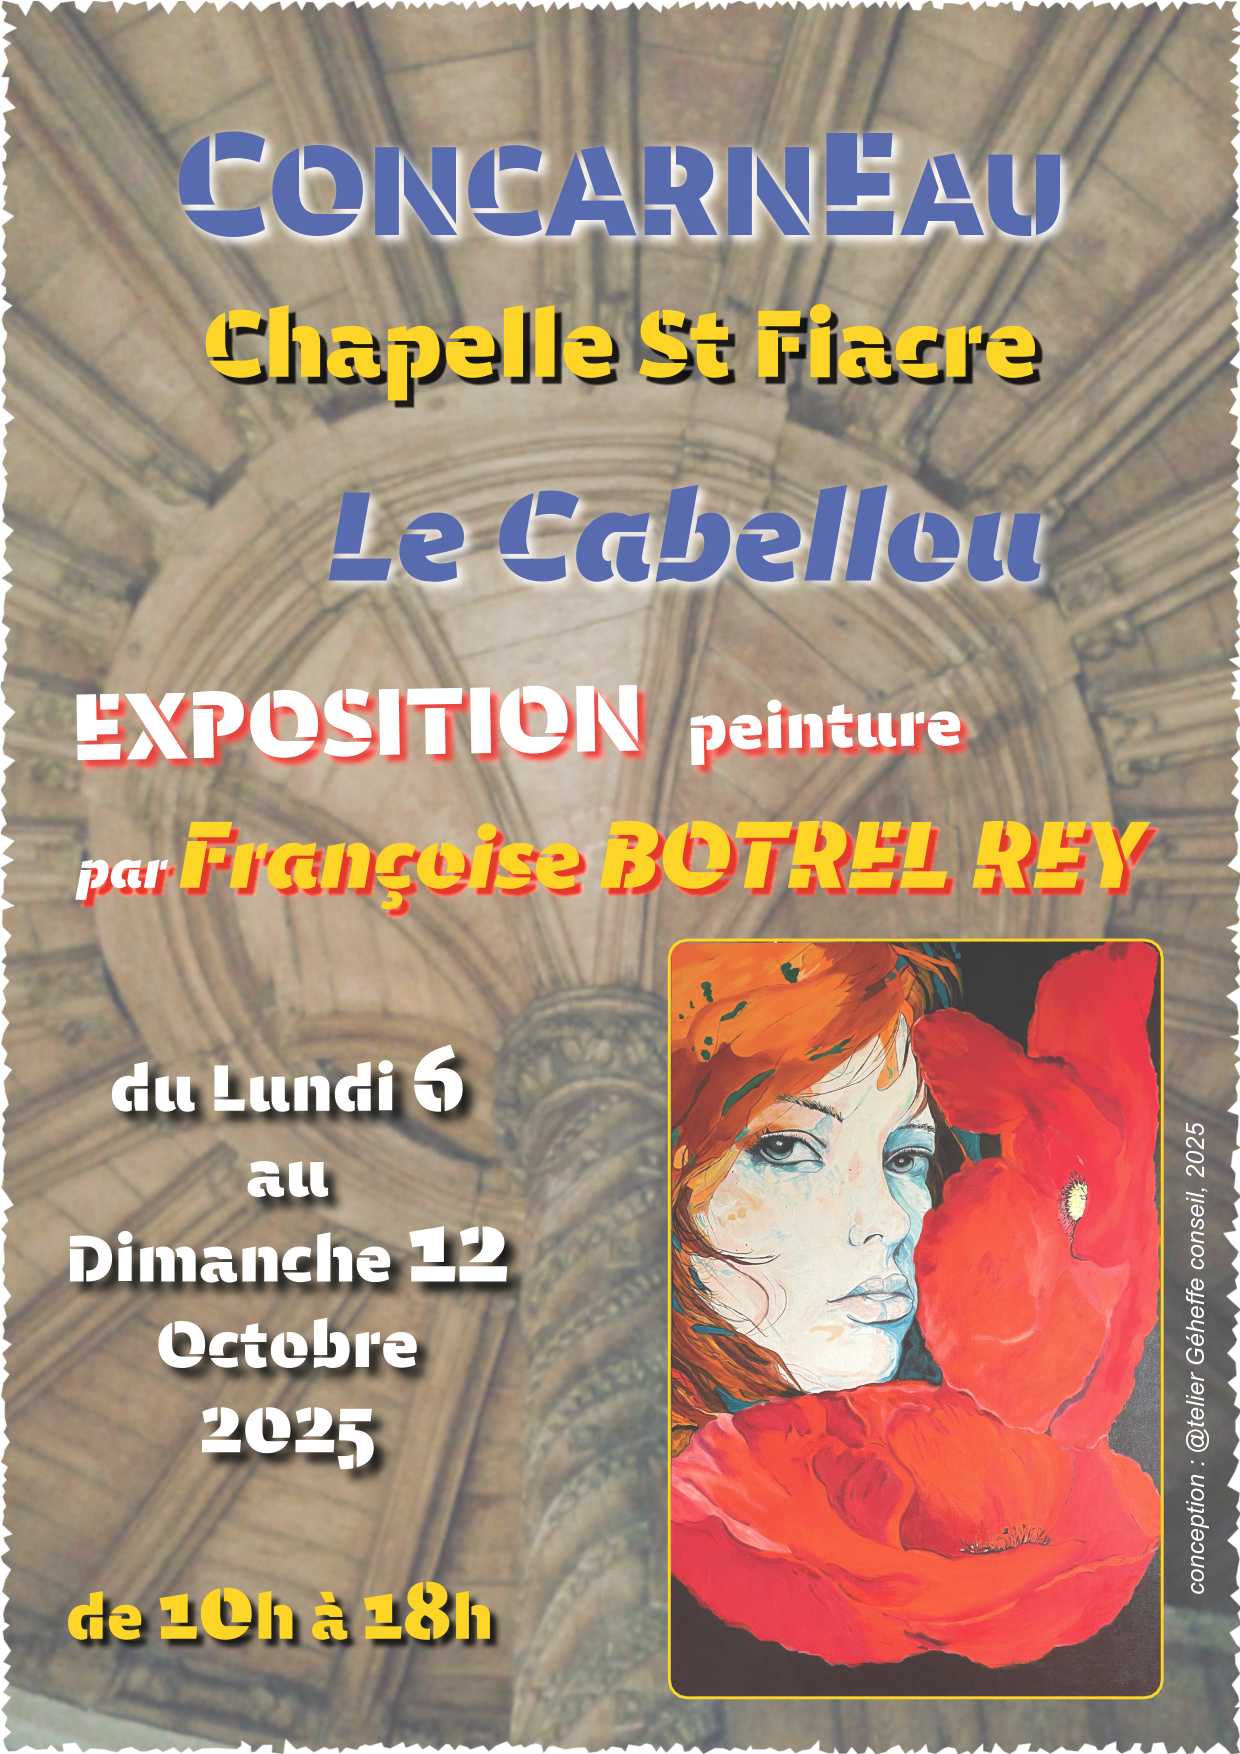 CONCARNEAU
Chapelle St Fiacre
Le Cabellou
EXPOSITION peinture
par Françoise BOTREL REY
du Lundi 6
au
Dimanche 12
Octobre
2025
de 10h à 18h
conception : @telier Géheffe conseil, 2025